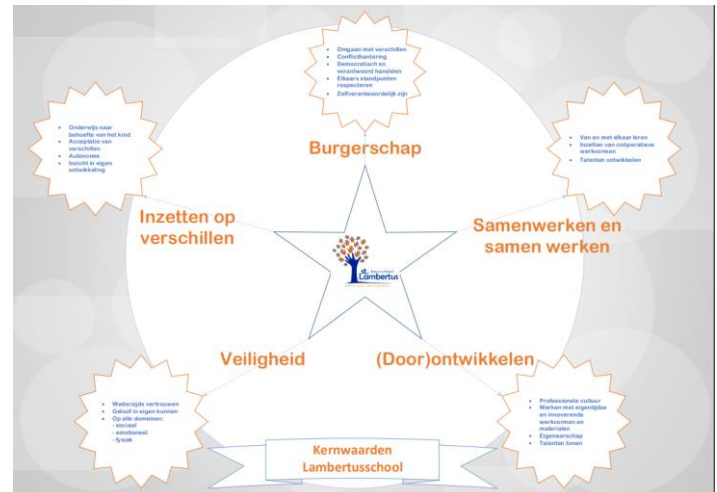 • Omgaan met verschillen
• Conflicthantering
• Democratisch en
verantwoord handelen
• Elkaars standpunten
respecteren
• Zelfverantwoordelijk zijn
Burgerschap
• Onderwijs naar
behoefte van het kind
• Acceptatie van
verschillen
• Autonomie
• Inzicht in eigen
ontwikkeling
Inzetten op
verschillen
• Van en met elkaar leren
• Inzetten van coöperatieve
werkvormen
• Talenten ontwikkelen
Samenwerken en
samen werken
Lambertus
Veiligheid
• Wederzijds vertrouwen
• Geloof in eigen kunnen
• Op alle domeinen:
- sociaal
- emotioneel
- fysiek
(Door)ontwikkelen
• Professionele cultuur
• Werken met eigentijdse
en innoverende
werkvormen en
materialen
• Eigenaarschap
• Talenten tonen
Kernwaarden
Lambertusschool